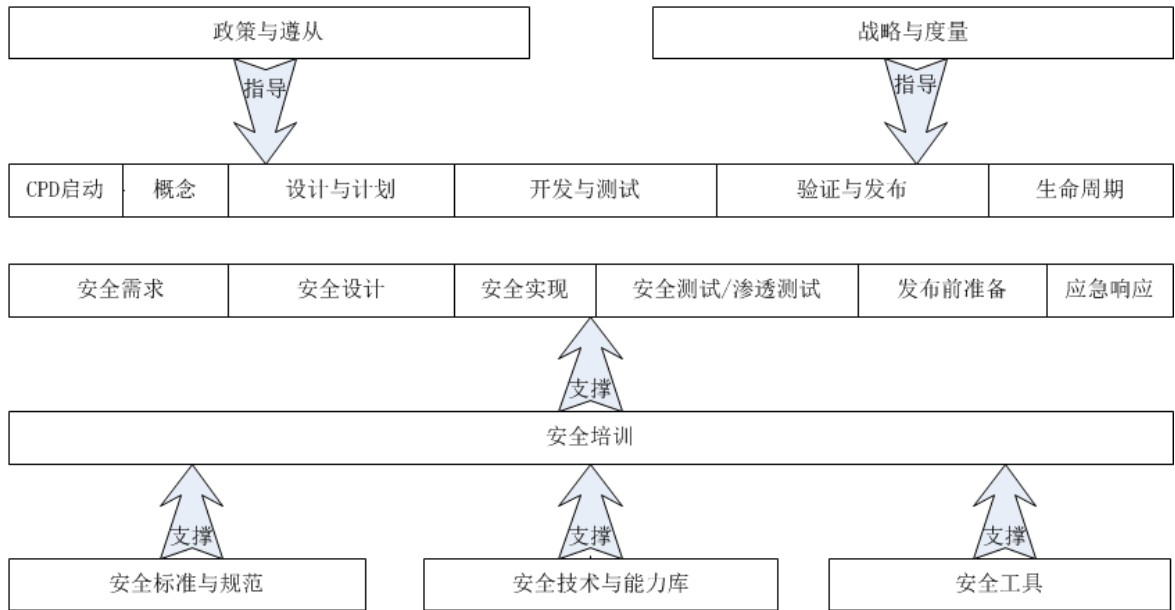 政策与遵从
战略与度量
指导
指导
CPD启动
概念
设计与计划
开发与测试
验证与发布
生命周期
安全需求
安全设计
安全实现
安全测试/渗透测试
发布前准备
应急响应
支撑
安全培训
支撑
支撑
支撑
安全标准与规范
安全技术与能力库
安全工具